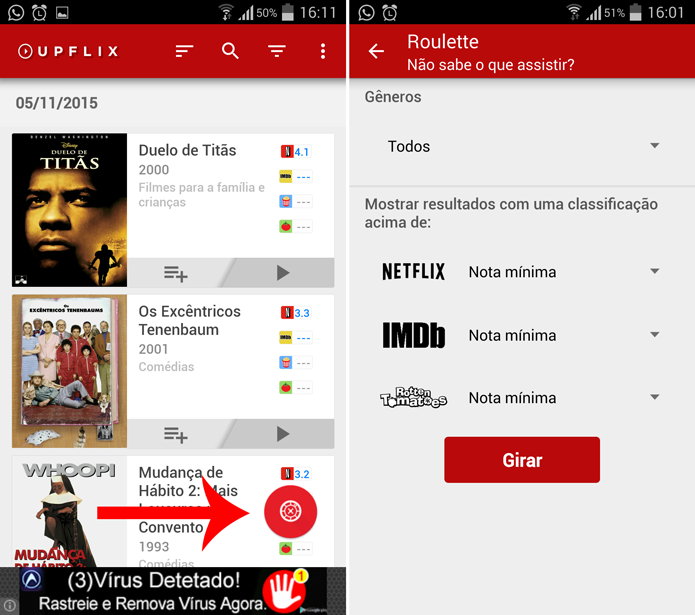 50% 16:11
UPFLIX
05/11/2015
DENZEL WASHINGTON
Disney
DUELO DE
TITÃS
Duelo de Titãs
2000
Filmes para a família e
crianças
N 4.1
IMDb ---
---
---
OS
EXCÊNTRICOS TENENBAUMS
Os Excêntricos
Tenenbaum
2001
Comédias
N 3.3
IMDb ---
---
---
WHOOPI
MUDANÇA
Mudança de
Hábito 2: Mais
Convento
1993
Comédias
N 3.2
---
(3)Vírus Detetado!
Rastreie e Remova Vírus Agora.
1
Google play
51% 16:01
Roulette
Não sabe o que assistir?
Gêneros
Todos
Mostrar resultados com uma classificação
acima de:
NETFLIX Nota mínima
IMDb Nota mínima
Rotten
Tomatoes Nota mínima
Girar